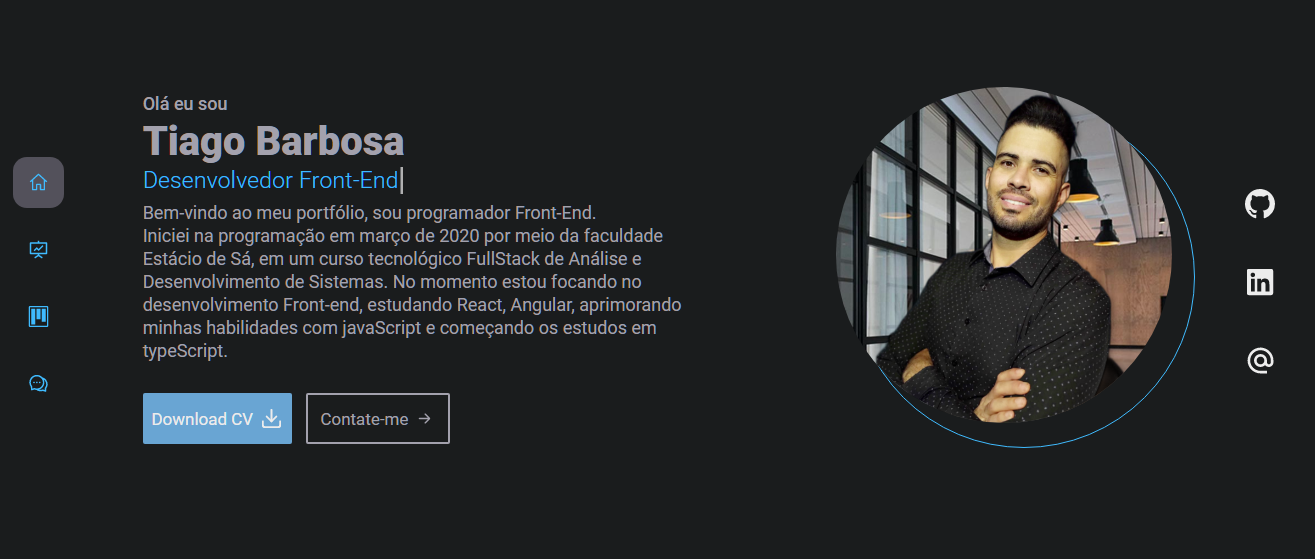 Olá eu sou
Tiago Barbosa
Desenvolvedor Front-End
Bem-vindo ao meu portfólio, sou programador Front-End.
Iniciei na programação em março de 2020 por meio da faculdade
Estácio de Sá, em um curso tecnológico FullStack de Análise e
Desenvolvimento de Sistemas. No momento estou focando no
desenvolvimento Front-end, estudando React, Angular, aprimorando
minhas habilidades com javaScript e começando os estudos em
typeScript.
Download CV
Contate-me